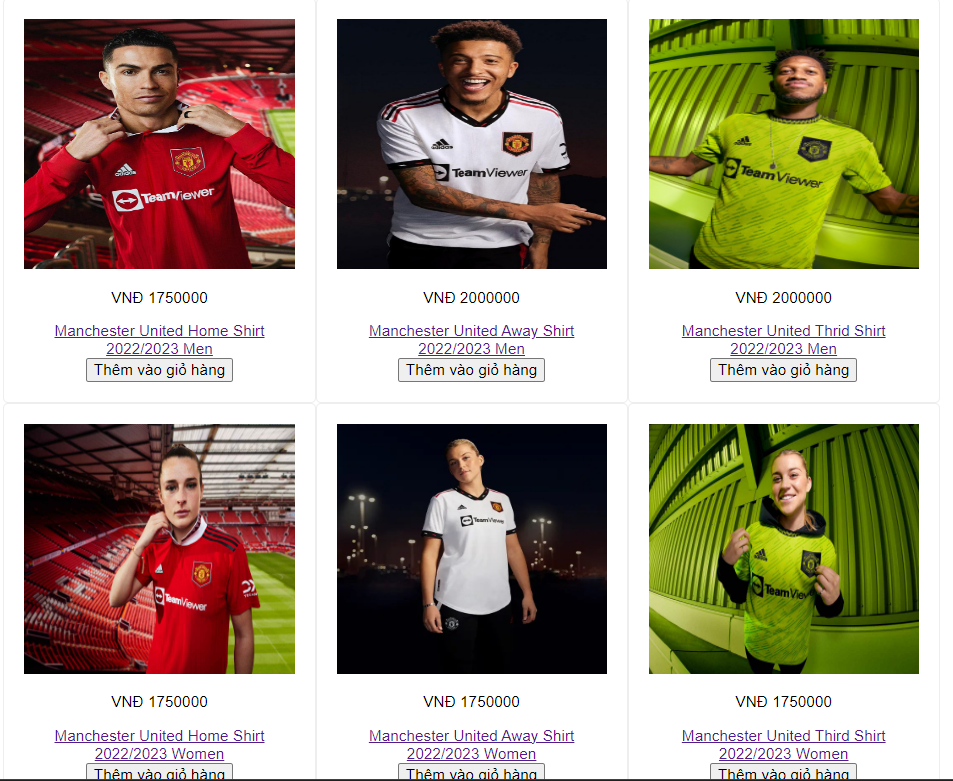 adidas
TeamViewer
adidas
TeamViewer
adidas
TeamViewer
VNĐ 1750000
VNĐ 2000000
VNĐ 2000000
Manchester United Home Shirt
2022/2023 Men
Manchester United Away Shirt
2022/2023 Men
Manchester United Thrid Shirt
2022/2023 Men
Thêm vào giỏ hàng
Thêm vào giỏ hàng
Thêm vào giỏ hàng
TeamViewer
TeamViewer
TeamViewer
VNĐ 1750000
VNĐ 1750000
VNĐ 1750000
Manchester United Home Shirt
2022/2023 Women
Manchester United Away Shirt
2022/2023 Women
Manchester United Third Shirt
2022/2023 Women
Thêm vào giỏ hàng
Thêm vào giỏ hàng
Thêm vào giỏ hàng